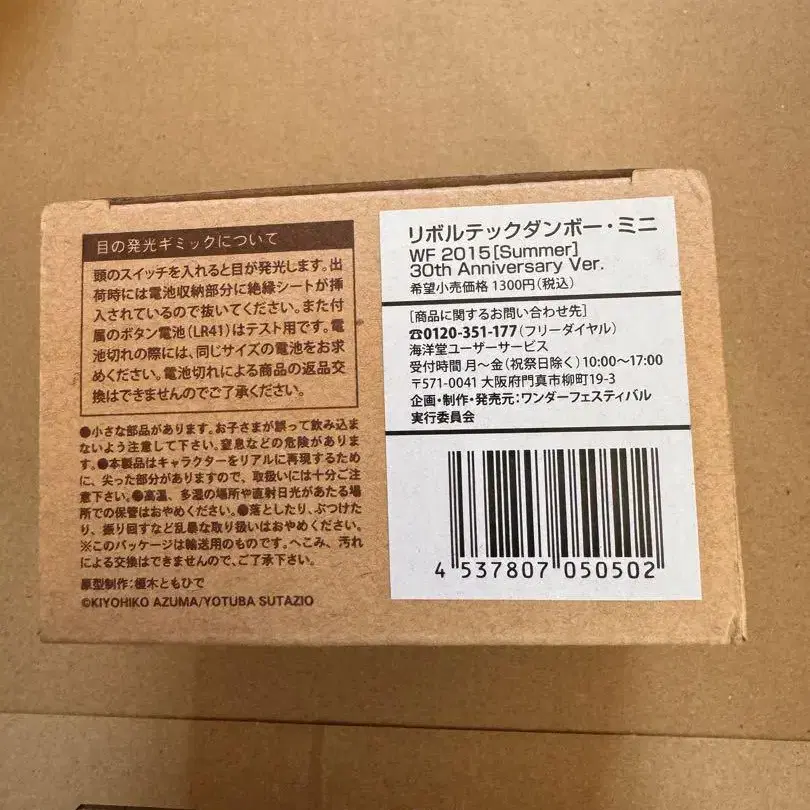 目の発光ギミックについて
頭のスイッチを入れると目が発光します。出
荷時には電池収納部分に絶縁シートが挿
入されているので抜いてください。また付
属のボタン電池（LR41）はテスト用です。電
池切れの際には、同じサイズの電池をお求
めください。電池切れによる商品の返品交
換はできませんのでご了承ください。
●小さな部品があります。お子さまが誤って飲み込ま
ないよう注意して下さい。窒息などの危険がありま
す。●本製品はキャラクターをリアルに再現するため
に、尖った部分がありますので、取扱いには十分ご注
意下さい。●高温、多湿の場所や直射日光があたる場
所での保管はおやめください。●落としたり、ぶつけた
り、振り回すなど乱暴な取り扱いはおやめください。
※このパッケージは輸送用のものです。へこみ、汚れ
による交換はできませんので、ご了承下さい。
原型制作：榎木ともひで
©KIYOHIKO AZUMA/YOTUBA SUTAZIO
リボルテックダンボー・ミニ
WF 2015[Summer]
30th Anniversary Ver.
希望小売価格 1300円（税込）
［商品に関するお問い合わせ先］
☎0120-351-177（フリーダイヤル）
海洋堂ユーザーサービス
受付時間 月〜金（祝祭日除く）10:00〜17:00
〒571-0041 大阪府門真市柳町19-3
企画・制作・発売元：ワンダーフェスティバル
実行委員会
4 537807 050502